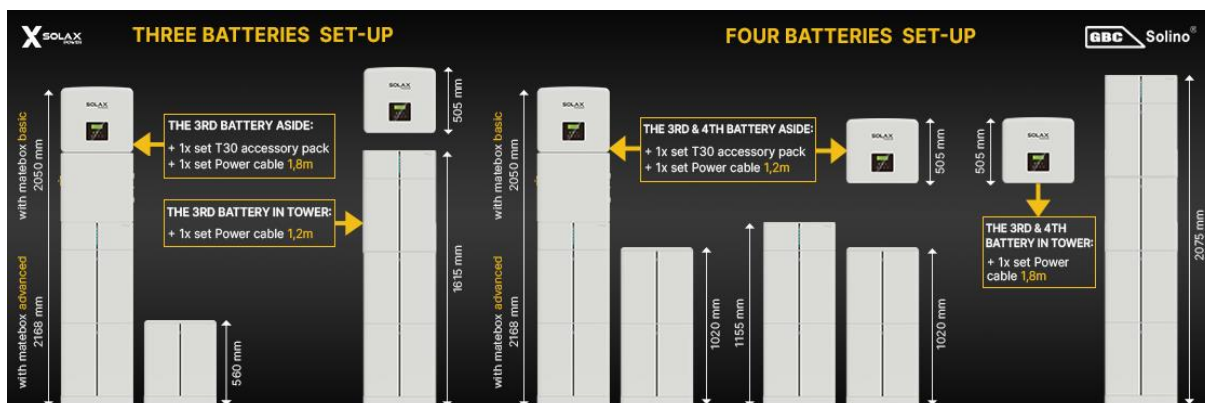 SOLAX
POWER
THREE BATTERIES SET-UP
FOUR BATTERIES SET-UP
GBC Solino®
with matebox basic
2050 mm
with matebox advanced
2168 mm
SOLAX
THE 3RD BATTERY ASIDE:
+ 1x set T30 accessory pack
+ 1x set Power cable 1,8m
THE 3RD BATTERY IN TOWER:
+ 1x set Power cable 1,2m
560 mm
SOLAX
505 mm
1615 mm
with matebox basic
2050 mm
with matebox advanced
2168 mm
SOLAX
THE 3RD & 4TH BATTERY ASIDE:
+ 1x set T30 accessory pack
+ 1x set Power cable 1,2m
1020 mm
1155 mm
SOLAX
505 mm
1020 mm
505 mm
SOLAX
THE 3RD & 4TH
BATTERY IN TOWER:
+ 1x set Power
cable 1,8m
2075 mm